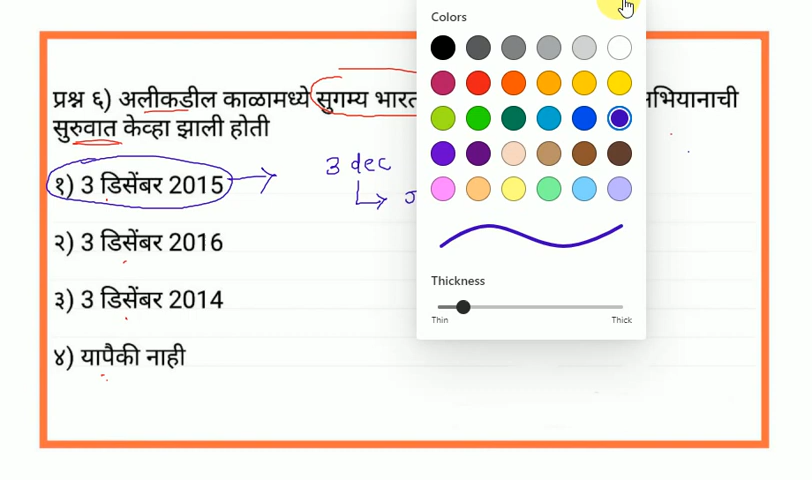 Colors
प्रश्न ६) अलीकडील काळामध्ये सुगम्य भारत
सुरुवात केव्हा झाली होती
१) 3 डिसेंबर 2015
3 dec
२) 3 डिसेंबर 2016
३) 3 डिसेंबर 2014
४) यापैकी नाही
Thickness
Thin Thick